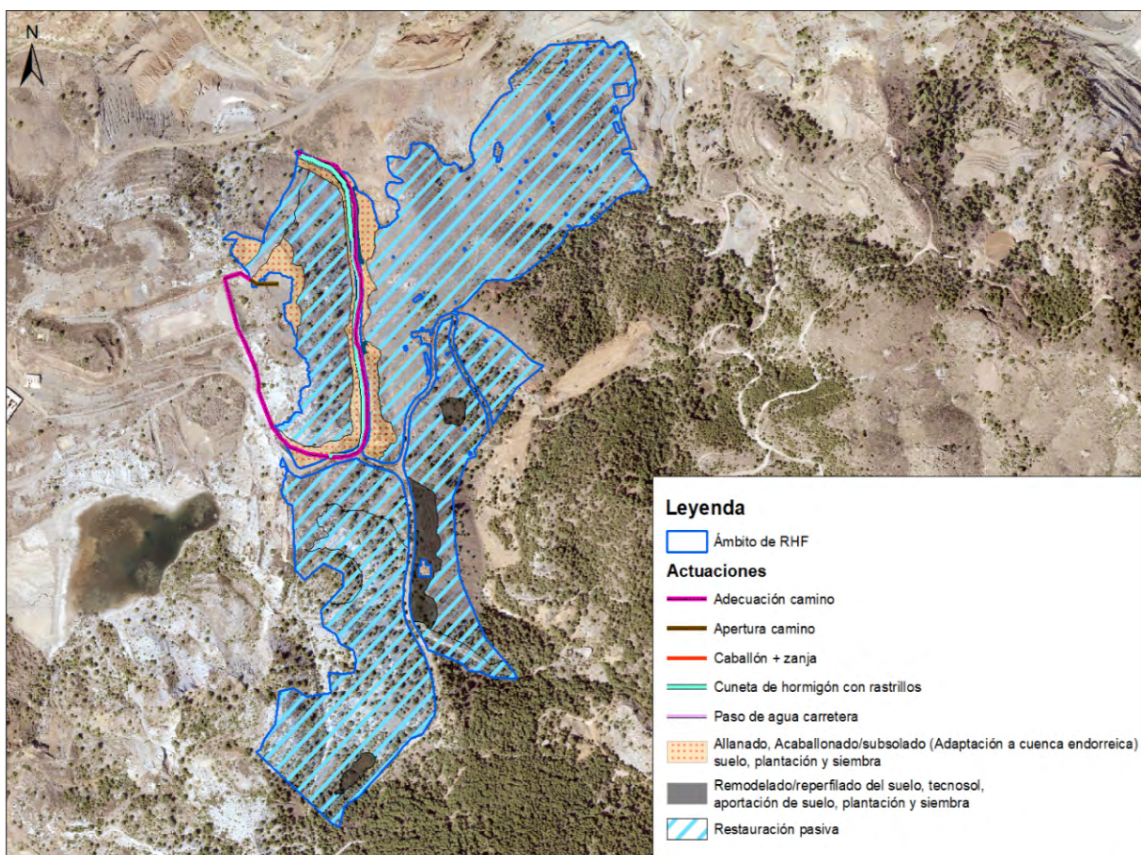 N
Leyenda
Ámbito de RHF
Actuaciones
Adecuación camino
Apertura camino
Caballón + zanja
Cuneta de hormigón con rastrillos
Paso de agua carretera
Allanado, Acaballonado/subsolado (Adaptación a cuenca endorreica)
suelo, plantación y siembra
Remodelado/reperfilado del suelo, tecnosol,
aportación de suelo, plantación y siembra
Restauración pasiva